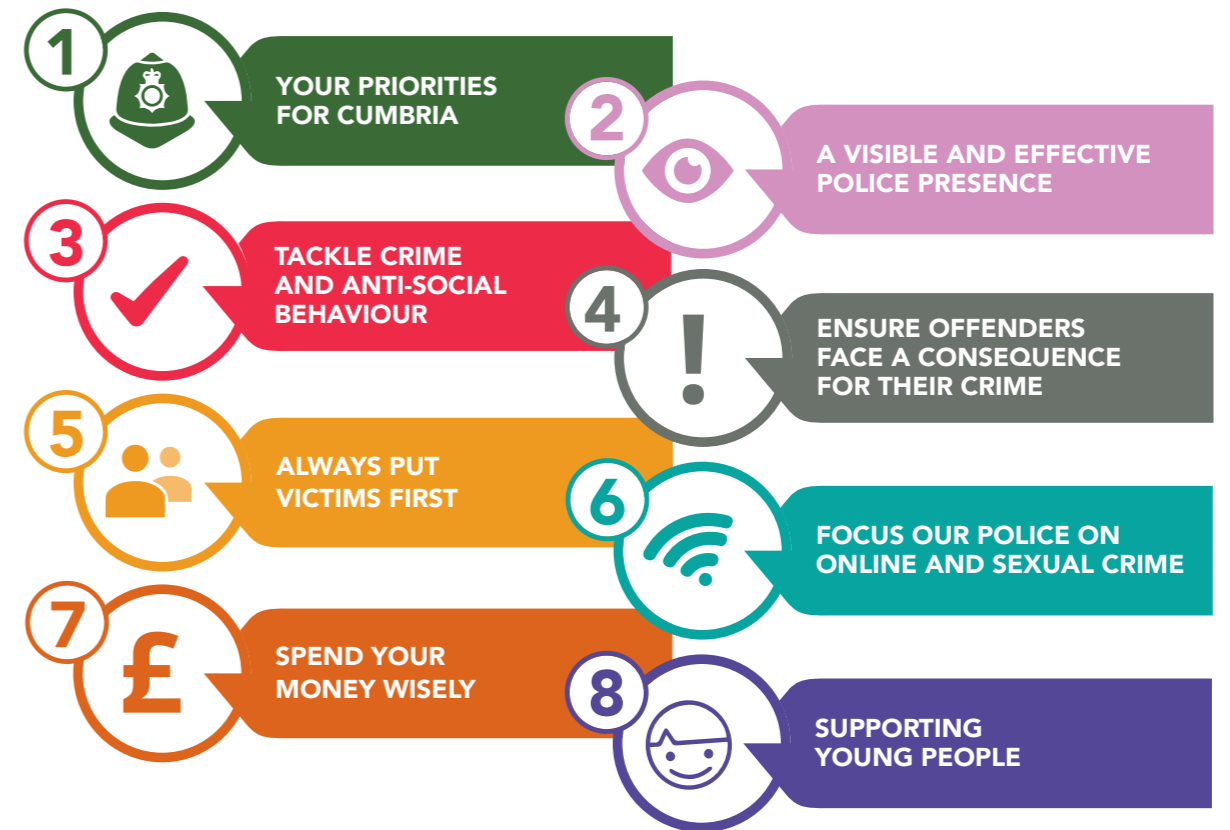 1
YOUR PRIORITIES
FOR CUMBRIA
2
A VISIBLE AND EFFECTIVE
POLICE PRESENCE
3
TACKLE CRIME
AND ANTI-SOCIAL
BEHAVIOUR
4
ENSURE OFFENDERS
FACE A CONSEQUENCE
FOR THEIR CRIME
5
ALWAYS PUT
VICTIMS FIRST
6
FOCUS OUR POLICE ON
ONLINE AND SEXUAL CRIME
7
£
SPEND YOUR
MONEY WISELY
8
SUPPORTING
YOUNG PEOPLE